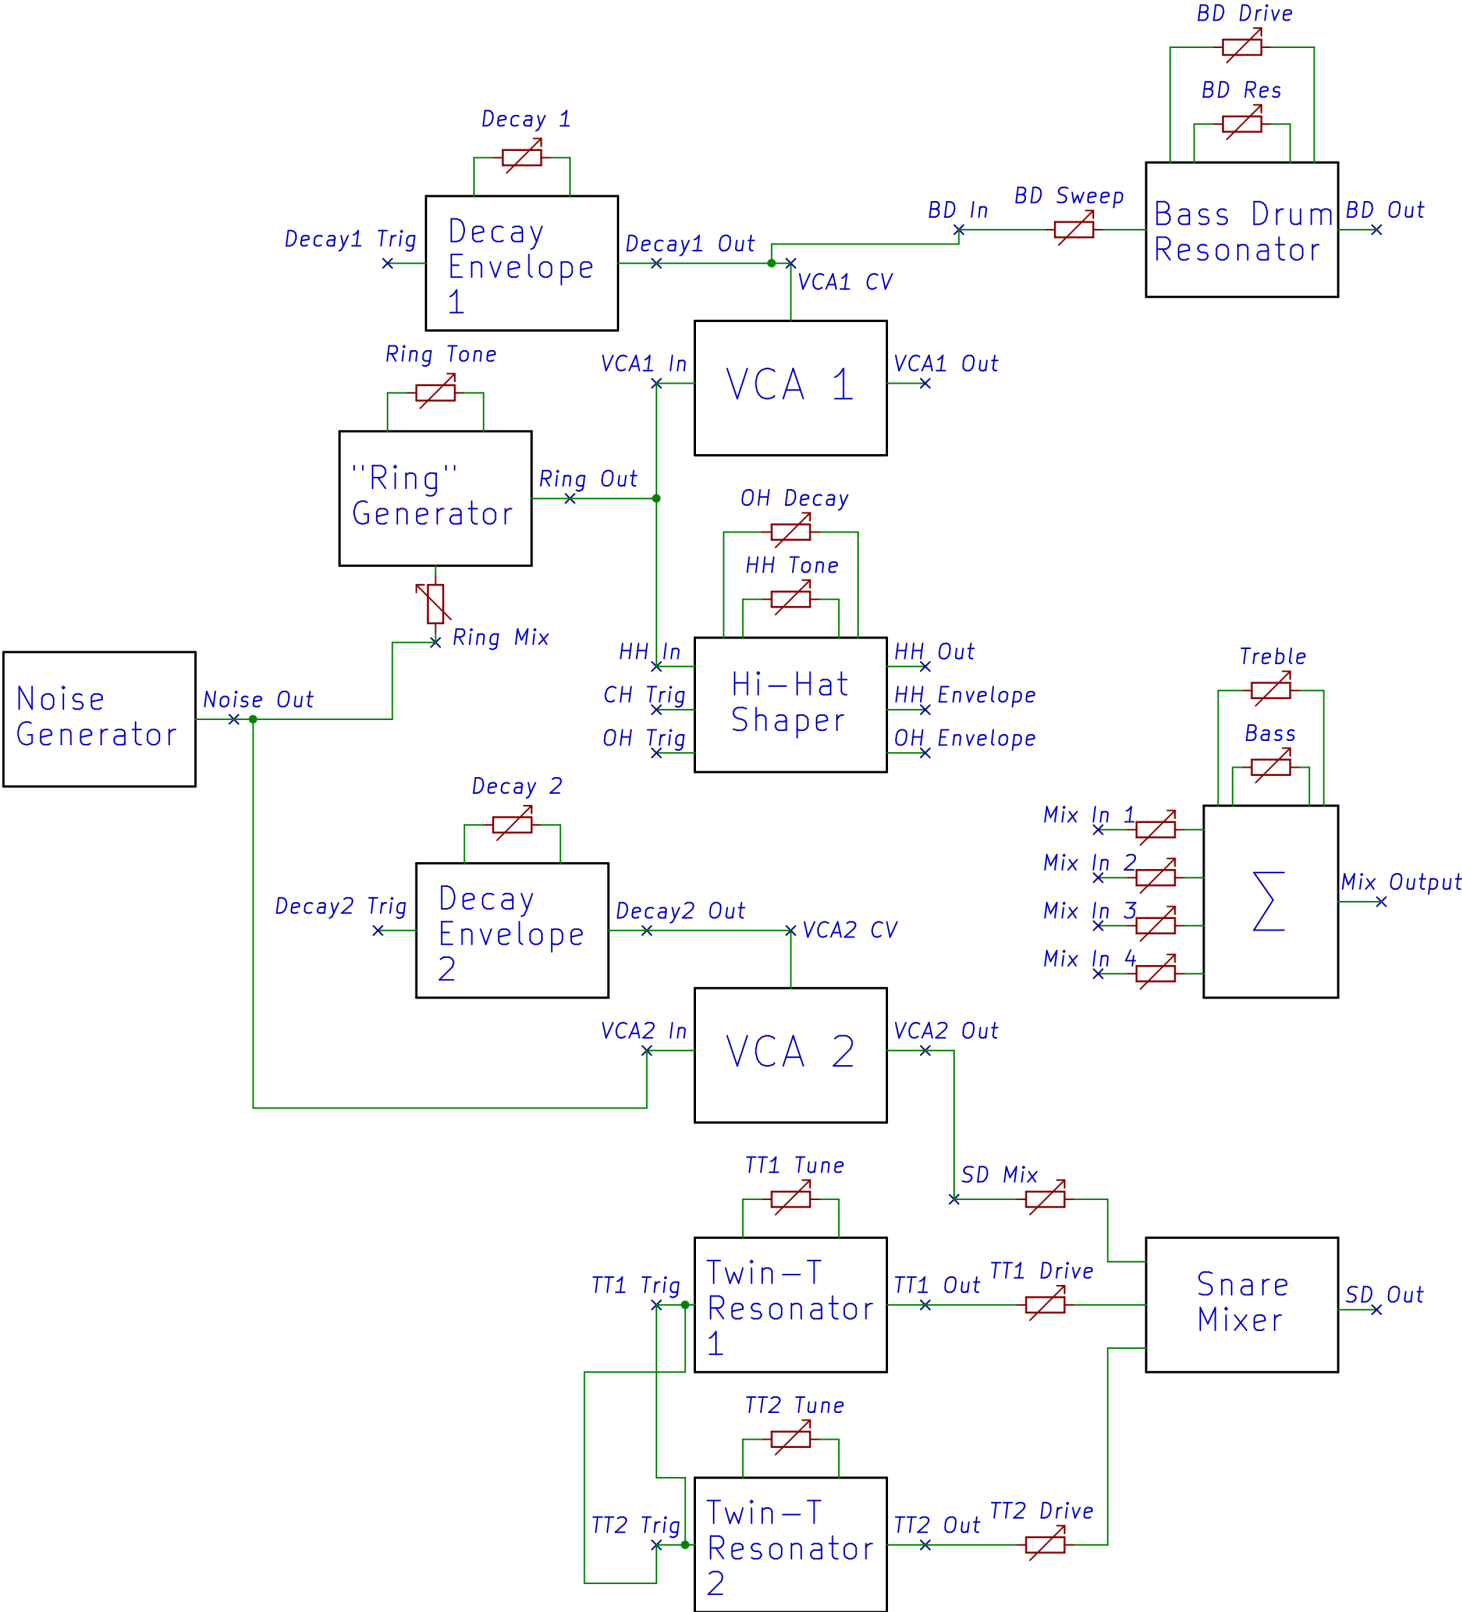 BD Drive
BD Res
Decay 1
BD Sweep
BD In
Bass Drum
Resonator
BD Out
Decay1 Trig
Decay
Envelope
1
Decay1 Out
VCA1 CV
Ring Tone
VCA1 In
VCA 1
VCA1 Out
"Ring"
Generator
Ring Out
OH Decay
HH Tone
Ring Mix
HH In
CH Trig
OH Trig
Hi-Hat
Shaper
HH Out
HH Envelope
OH Envelope
Noise
Generator
Noise Out
Treble
Bass
Decay 2
Mix In 1
Mix In 2
Mix In 3
Mix In 4
Σ
Mix Output
Decay2 Trig
Decay
Envelope
2
Decay2 Out
VCA2 CV
VCA2 In
VCA 2
VCA2 Out
TT1 Tune
SD Mix
TT1 Trig
Twin-T
Resonator
1
TT1 Out
TT1 Drive
Snare
Mixer
SD Out
TT2 Tune
TT2 Trig
Twin-T
Resonator
2
TT2 Out
TT2 Drive